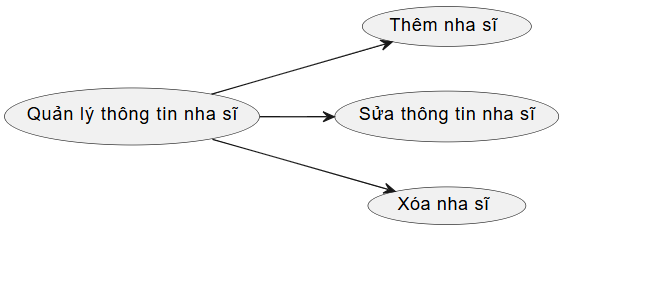 Thêm nha sĩ
Quản lý thông tin nha sĩ
Sửa thông tin nha sĩ
Xóa nha sĩ